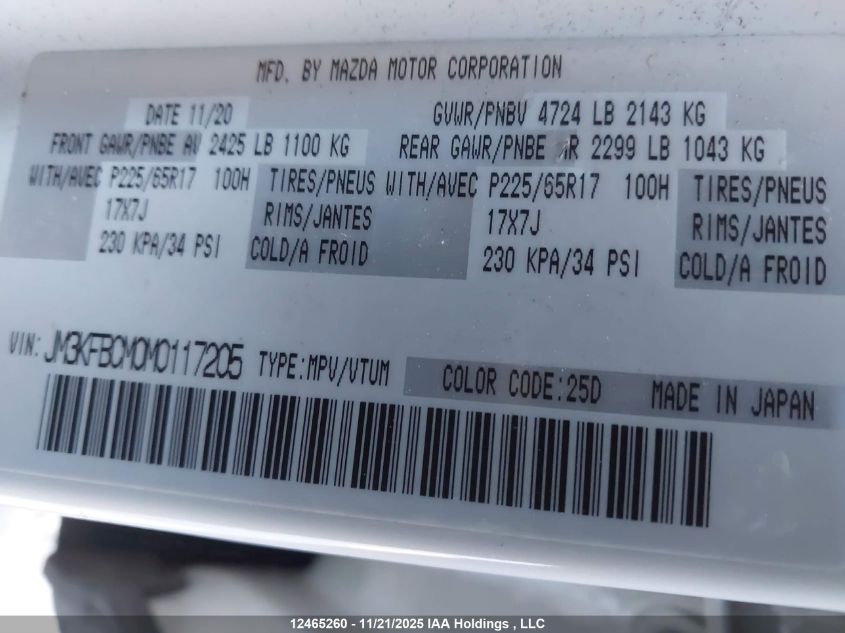 MFD. BY MAZDA MOTOR CORPORATION
DATE 11/20 GVWR/PNBV 4724 LB 2143 KG
FRONT GAWR/PNBE AV 2425 LB 1100 KG REAR GAWR/PNBE AR 2299 LB 1043 KG
WITH/AVEC P225/65R17 100H TIRES/PNEUS WITH/AVEC P225/65R17 100H TIRES/PNEUS
17X7J RIMS/JANTES 17X7J RIMS/JANTES
230 KPA/34 PSI COLD/A FROID 230 KPA/34 PSI COLD/A FROID
VIN: JM3KFBCM0M0117205 TYPE:MPV/VTUM COLOR CODE:25D MADE IN JAPAN
12465260 - 11/21/2025 IAA Holdings , LLC